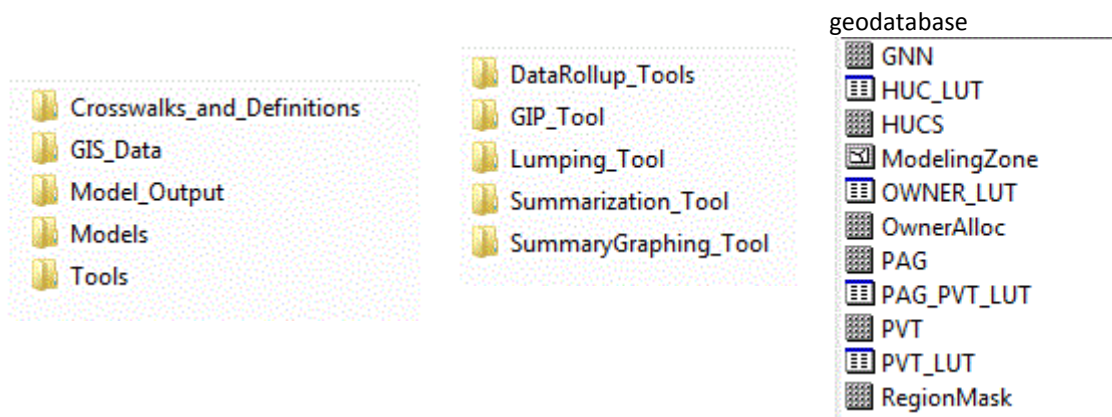 Crosswalks_and_Definitions
GIS_Data
Model_Output
Models
Tools
DataRollup_Tools
GIP_Tool
Lumping_Tool
Summarization_Tool
SummaryGraphing_Tool
geodatabase
GNN
HUC_LUT
HUCS
ModelingZone
OWNER_LUT
OwnerAlloc
PAG
PAG_PVT_LUT
PVT
PVT_LUT
RegionMask